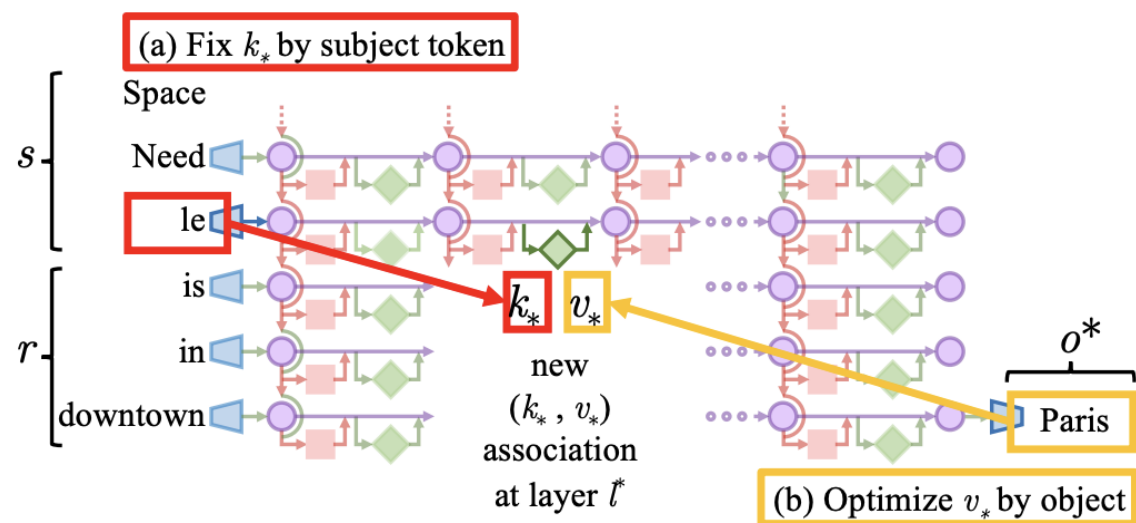 (a) Fix k* by subject token
Space
s
Need
le
is
k* v*
r
in
new
o*
(k* , v*)
downtown
association
Paris
at layer l*
(b) Optimize v* by object